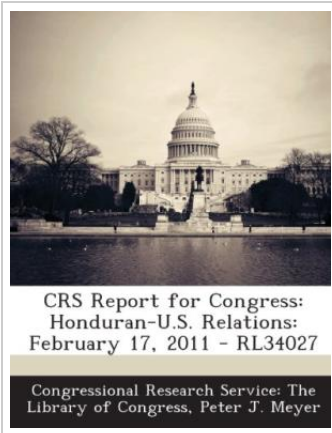 CRS Report for Congress:
Honduran-U.S. Relations:
February 17, 2011 - RL34027
Congressional Research Service: The
Library of Congress, Peter J. Meyer